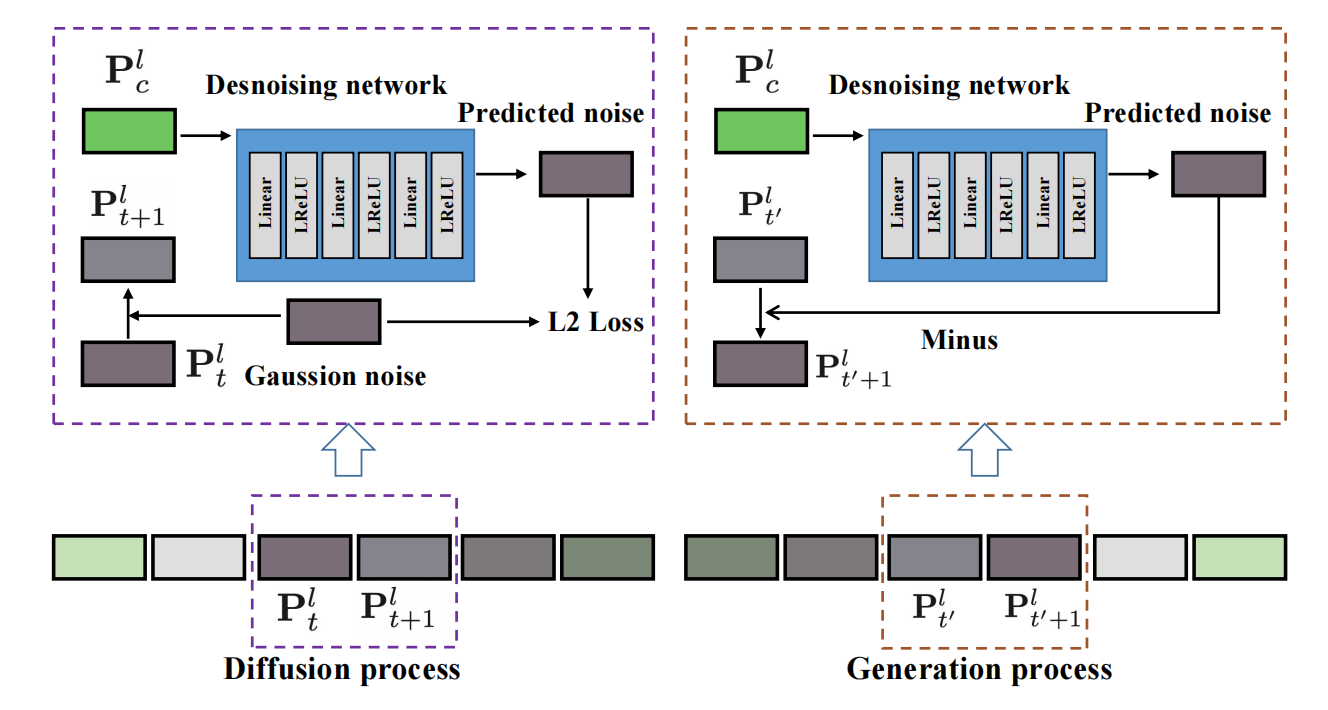 P_c^l
Desnoising network
Predicted noise
Linear
LReLU
Linear
LReLU
Linear
LReLU
P_{t+1}^l
L2 Loss
P_t^l
Gaussion noise
P_c^l
Desnoising network
Predicted noise
Linear
LReLU
Linear
LReLU
Linear
LReLU
P_{t'}^l
Minus
P_{t'+1}^l
P_t^l
P_{t+1}^l
Diffusion process
P_{t'}^l
P_{t'+1}^l
Generation process